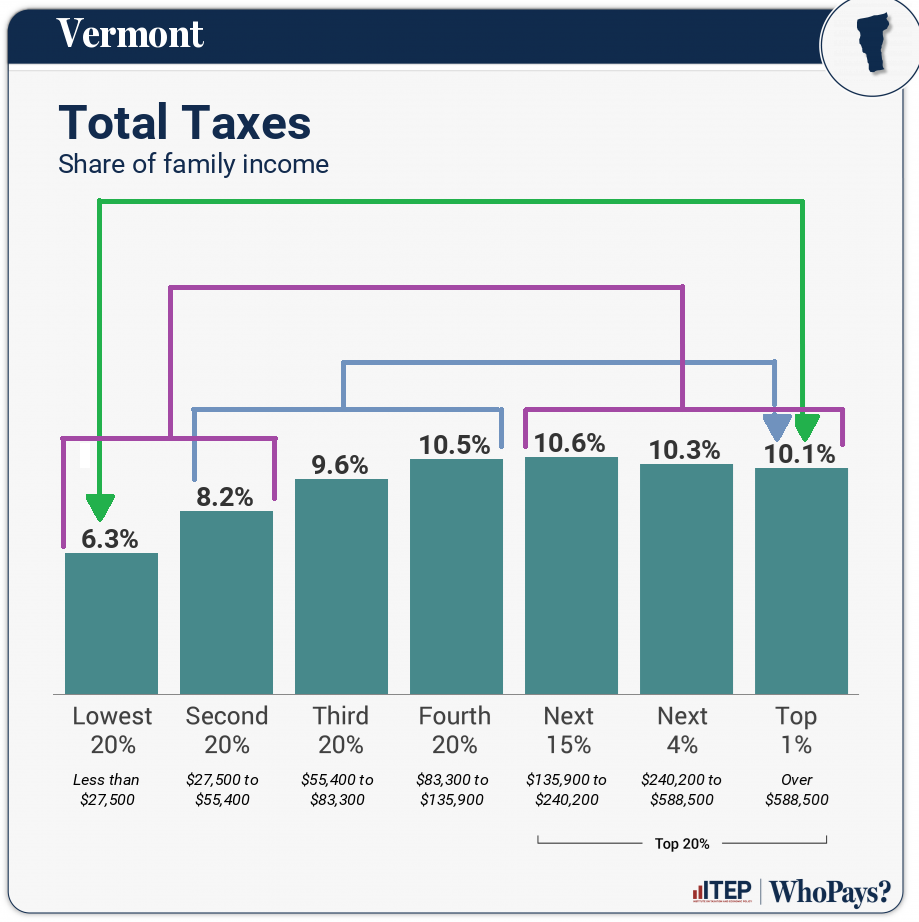 Vermont
Total Taxes
Share of family income
6.3%
8.2%
9.6%
10.5%
10.6%
10.3%
10.1%
Lowest
20%
Second
20%
Third
20%
Fourth
20%
Next
15%
Next
4%
Top
1%
Less than
$27,500
$27,500 to
$55,400
$55,400 to
$83,300
$83,300 to
$135,900
$135,900 to
$240,200
$240,200 to
$588,500
Over
$588,500
Top 20%
ITEP
WhoPays?